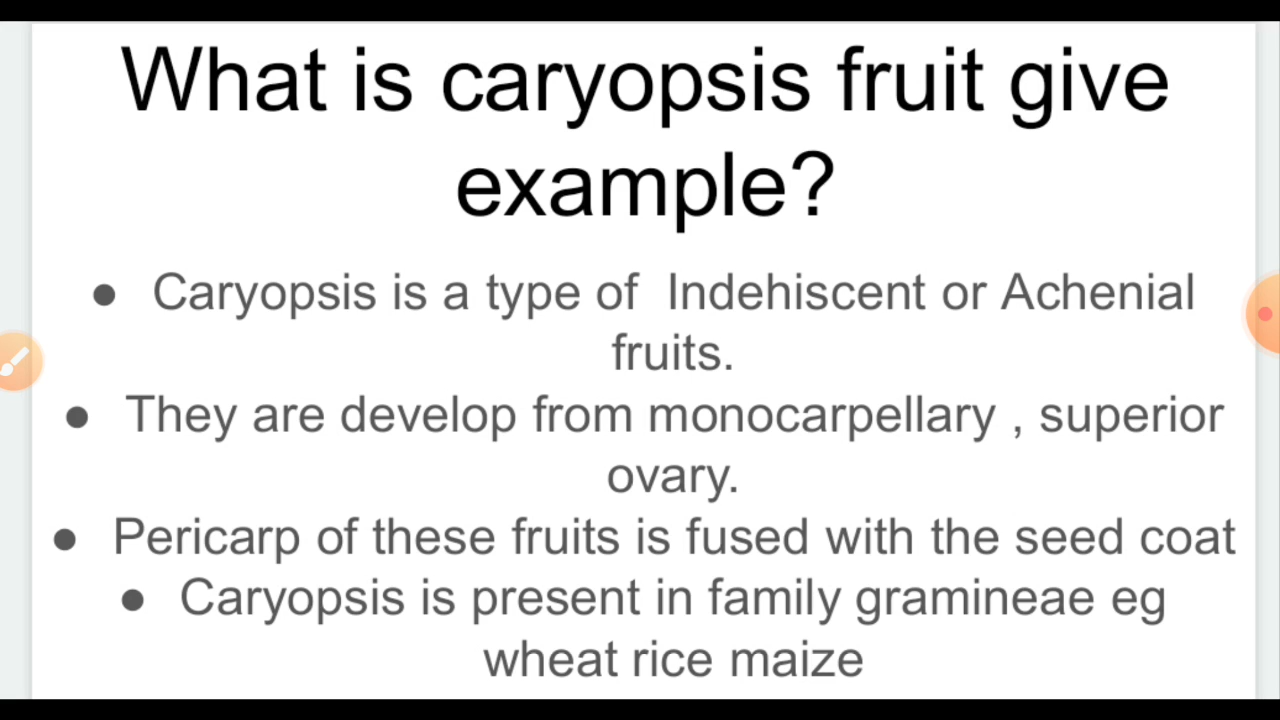 What is caryopsis fruit give
example?
● Caryopsis is a type of  Indehiscent or Achenial
fruits.
● They are develop from monocarpellary , superior
ovary.
● Pericarp of these fruits is fused with the seed coat
● Caryopsis is present in family gramineae eg
wheat rice maize